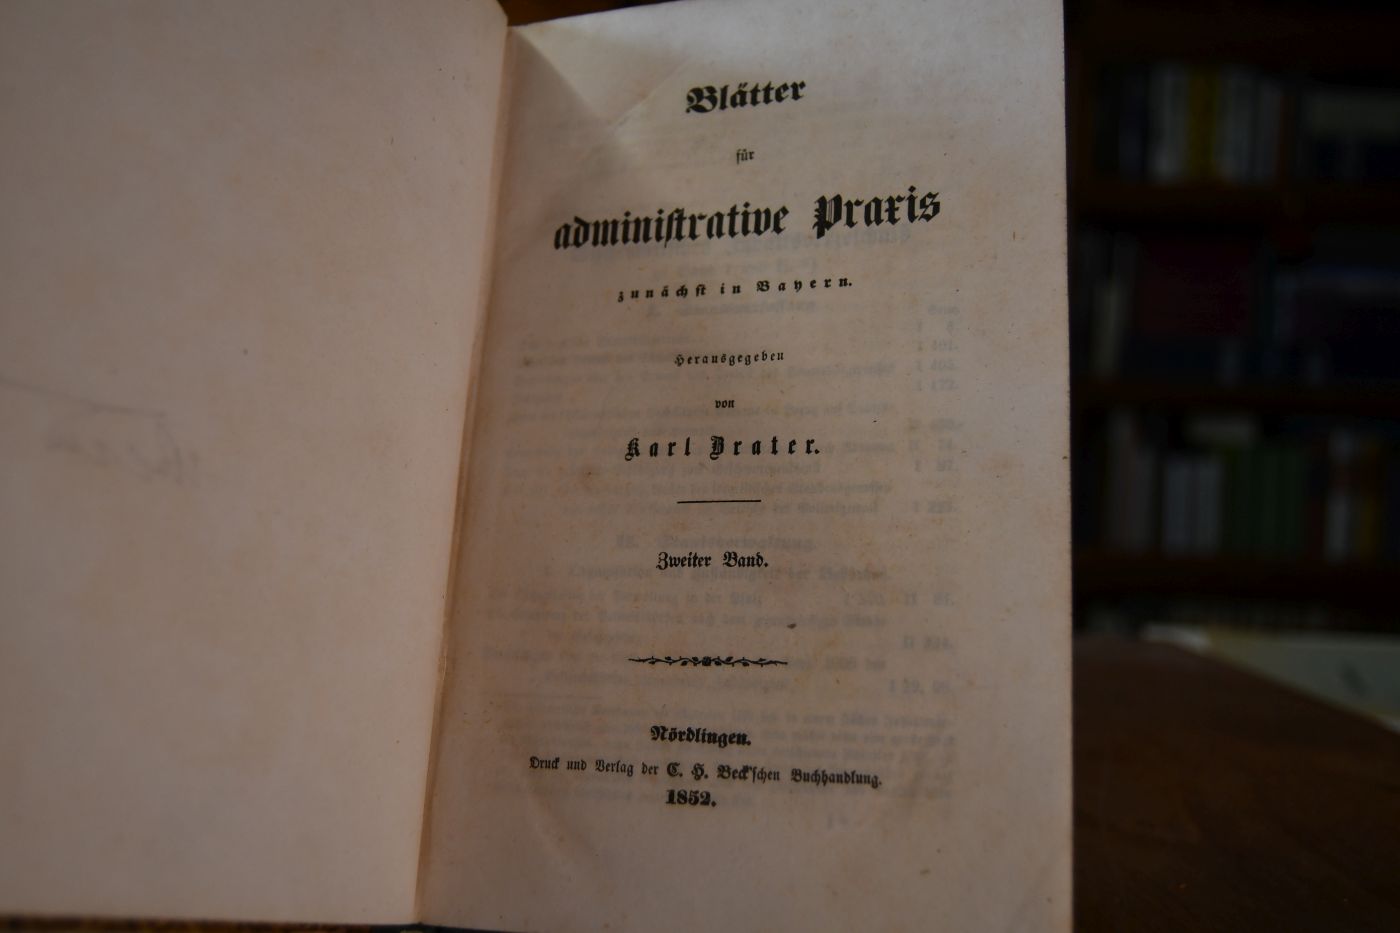 Blätter
für
administrative Praxis
zunächst in Bayern.
Herausgegeben
von
Karl Brater.
Zweiter Band.
Nördlingen.
Druck und Verlag der C. H. Beck'schen Buchhandlung.
1852.